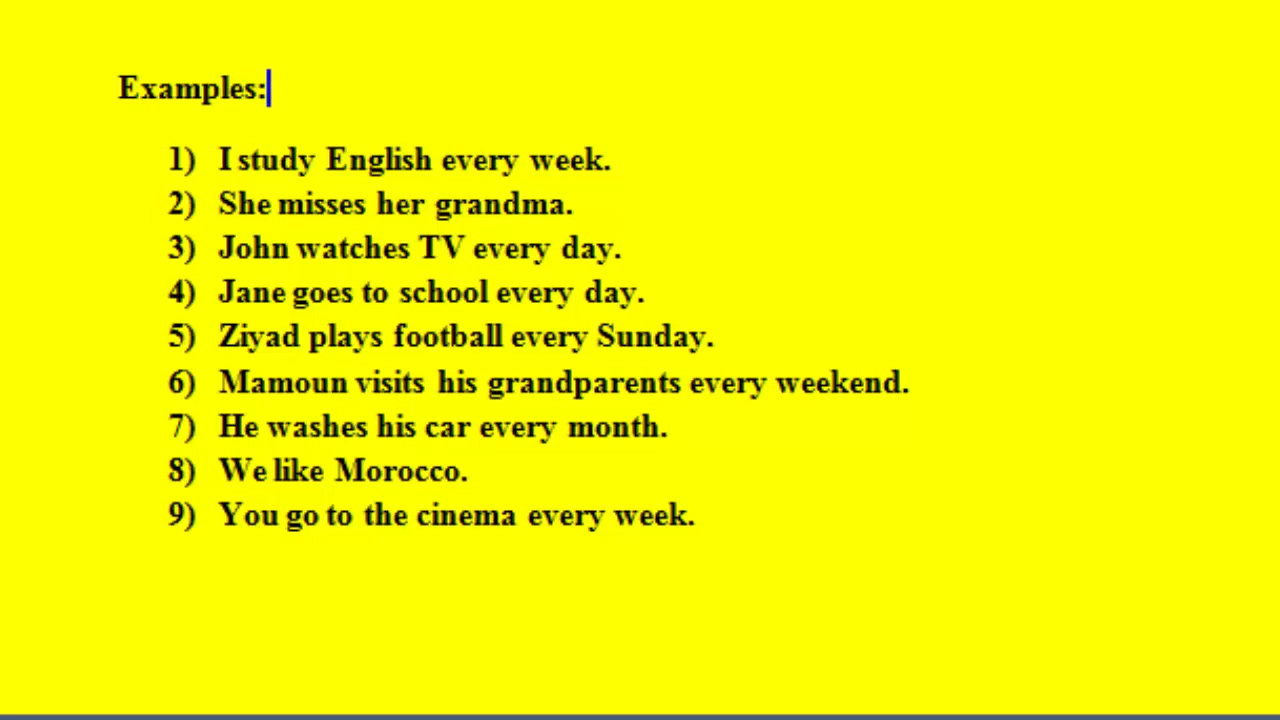 Examples:
1) I study English every week.
2) She misses her grandma.
3) John watches TV every day.
4) Jane goes to school every day.
5) Ziyad plays football every Sunday.
6) Mamoun visits his grandparents every weekend.
7) He washes his car every month.
8) We like Morocco.
9) You go to the cinema every week.